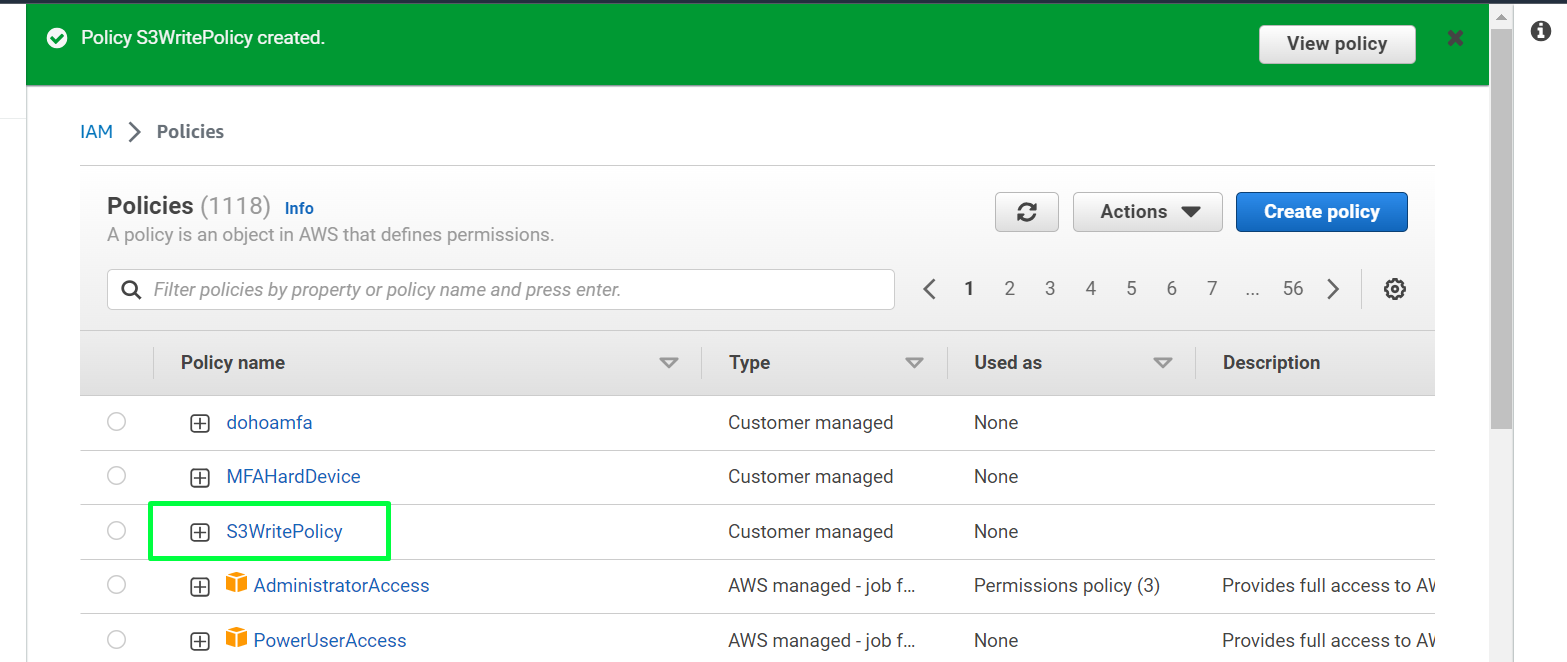 Policy S3WritePolicy created.
View policy
IAM Policies
Policies (1118) Info
A policy is an object in AWS that defines permissions.
Actions
Create policy
Filter policies by property or policy name and press enter.
1 2 3 4 5 6 7 ... 56
Policy name Type Used as Description
dohoamfa Customer managed None
MFAHardDevice Customer managed None
S3WritePolicy Customer managed None
AdministratorAccess AWS managed - job f... Permissions policy (3) Provides full access to
PowerUserAccess AWS managed - job f... None Provides full access to